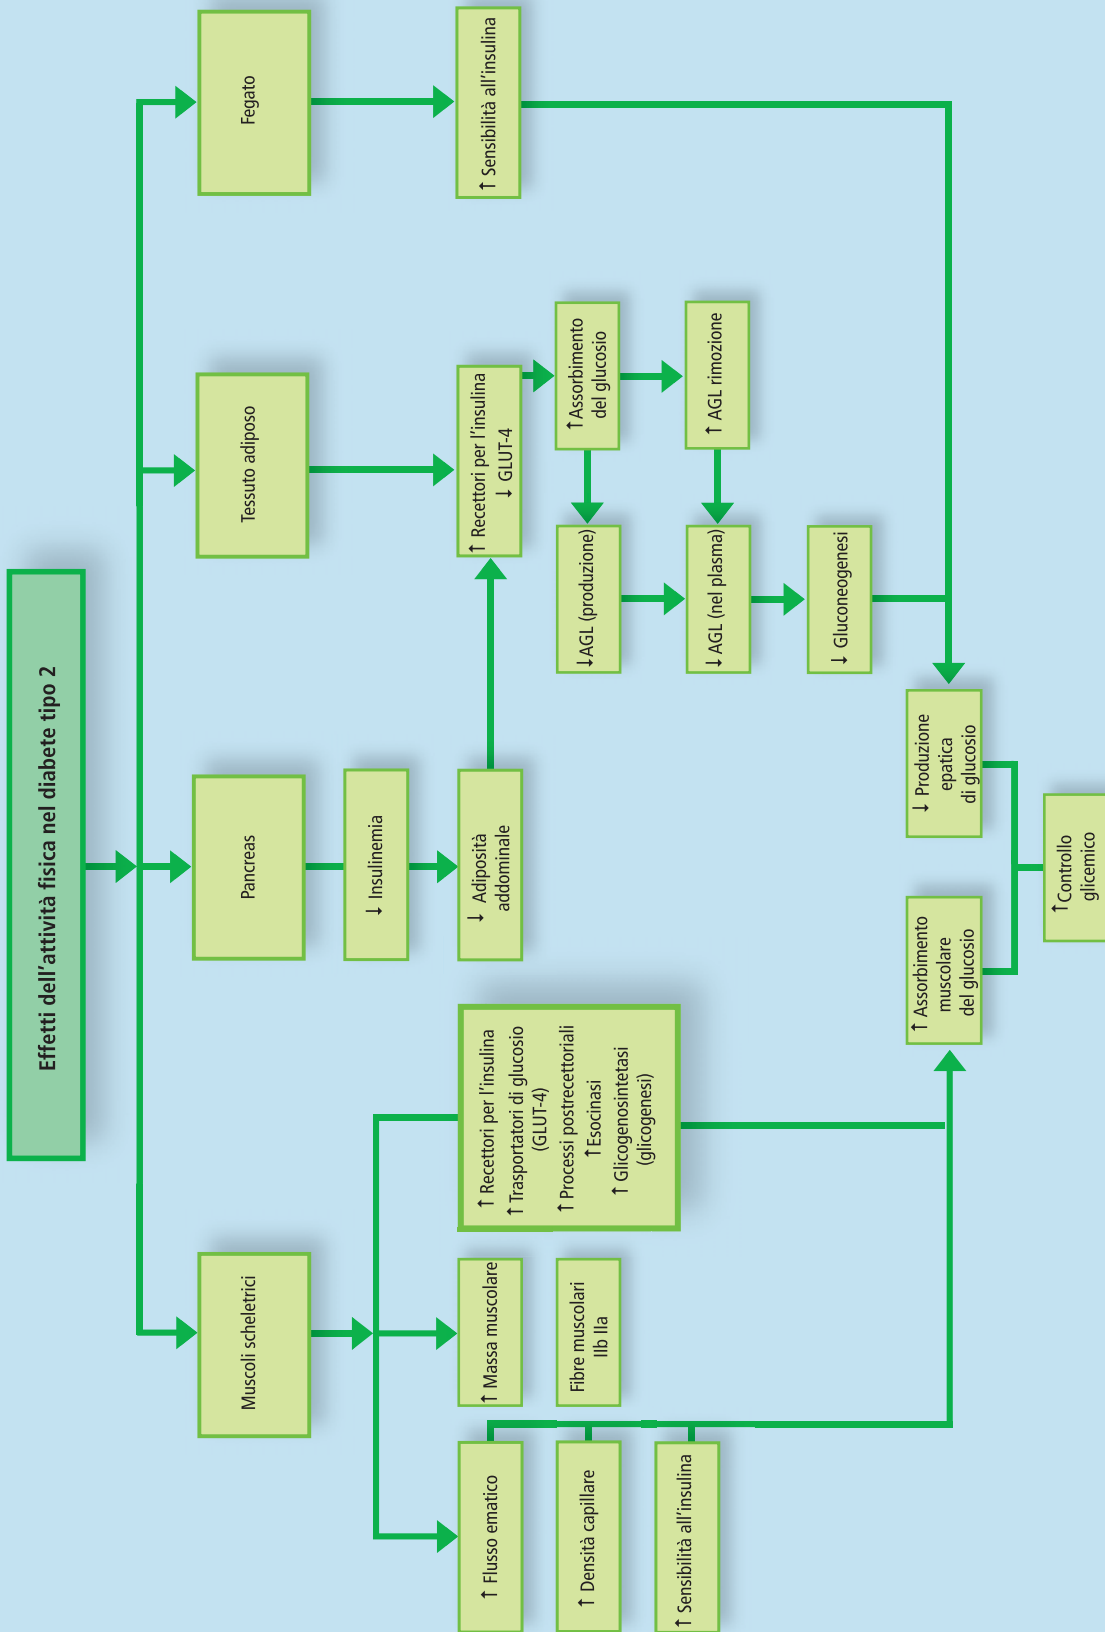 Effetti dell'attività fisica nel diabete tipo 2
Muscoli scheletrici
Pancreas
Tessuto adiposo
Fegato
↓ Insulinemia
↑ Flusso ematico
↑ Massa muscolare
↑ Recettori per l'insulina
↑ Trasportatori di glucosio
(GLUT-4)
↑ Processi postrecettoriali
↑ Esocinasi
↑ Glicogenosintetasi
(glicogenesi)
↓ Adiposità
addominale
↑ Recettori per l'insulina
↓ GLUT-4
↑ Sensibilità all'insulina
↑ Densità capillare
Fibre muscolari
IIb IIa
↓ AGL (produzione)
↑ Assorbimento
del glucosio
↑ Sensibilità all'insulina
↓ AGL (nel plasma)
↑ AGL rimozione
↓ Gluconeogenesi
↑ Assorbimento
muscolare
del glucosio
↓ Produzione
epatica
di glucosio
↑ Controllo
glicemico